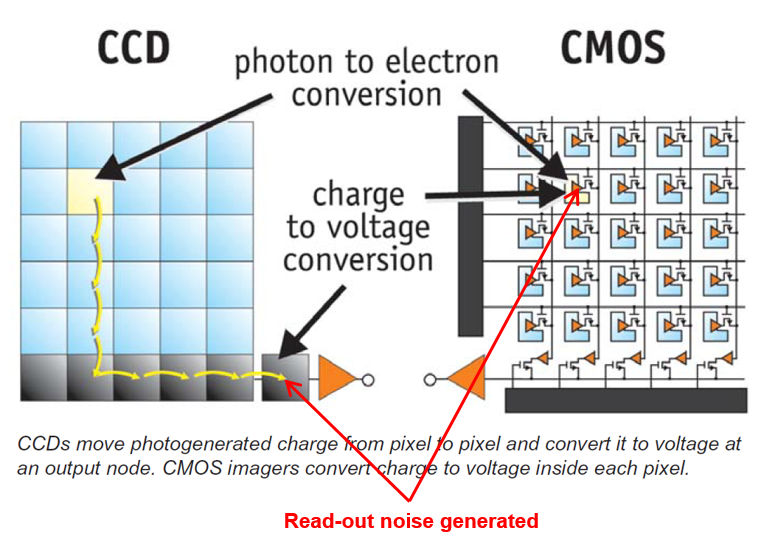 CCD
photon to electron
conversion
CMOS
charge
to voltage
conversion
CCDs move photogenerated charge from pixel to pixel and convert it to voltage at
an output node. CMOS imagers convert charge to voltage inside each pixel.
Read-out noise generated